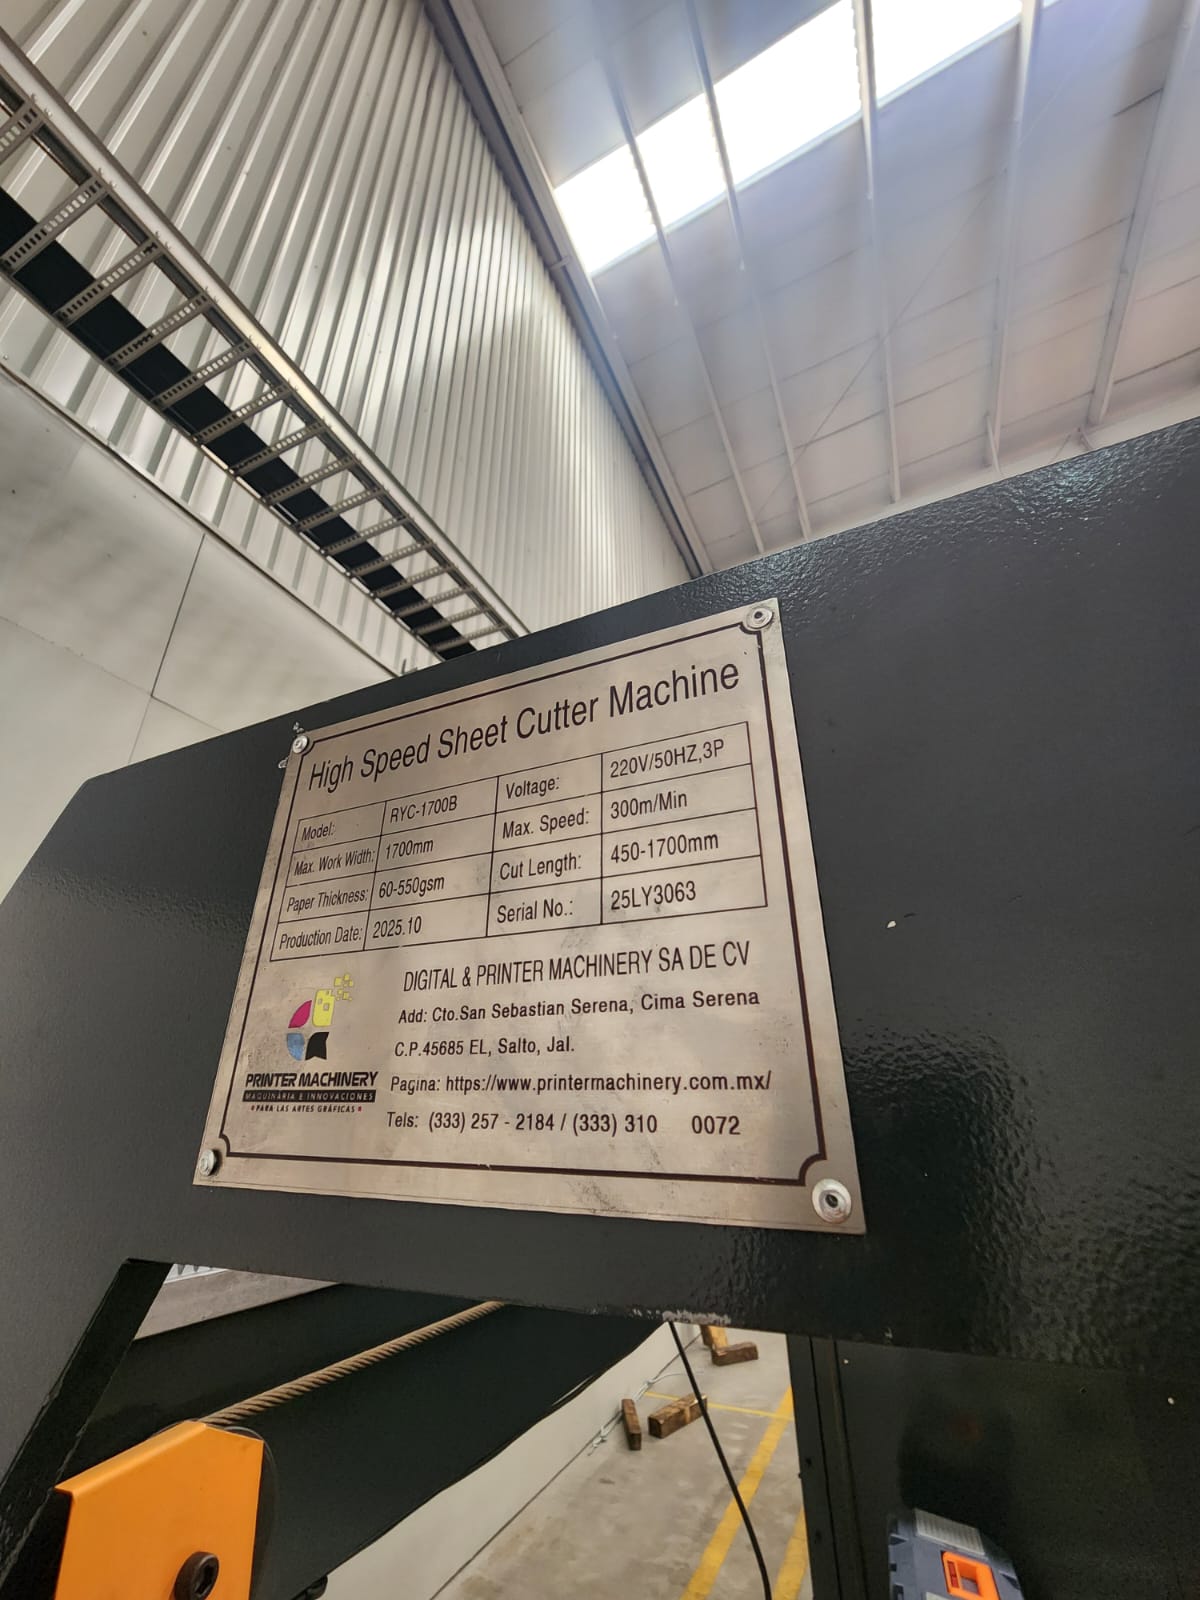 High Speed Sheet Cutter Machine
Model: RYC-1700B Voltage: 220V/50HZ,3P
Max. Work Width: 1700mm Max. Speed: 300m/Min
Paper Thickness: 60-550gsm Cut Length: 450-1700mm
Production Date: 2025.10 Serial No.: 25LY3063
DIGITAL & PRINTER MACHINERY SA DE CV
Add: Cto.San Sebastian Serena, Cima Serena
C.P.45685 EL, Salto, Jal.
Pagina: https://www.printermachinery.com.mx/
Tels: (333) 257 - 2184 / (333) 310 0072
PRINTER MACHINERY
MAQUINARIA E INNOVACIONES
PARA LAS ARTES GRÁFICAS